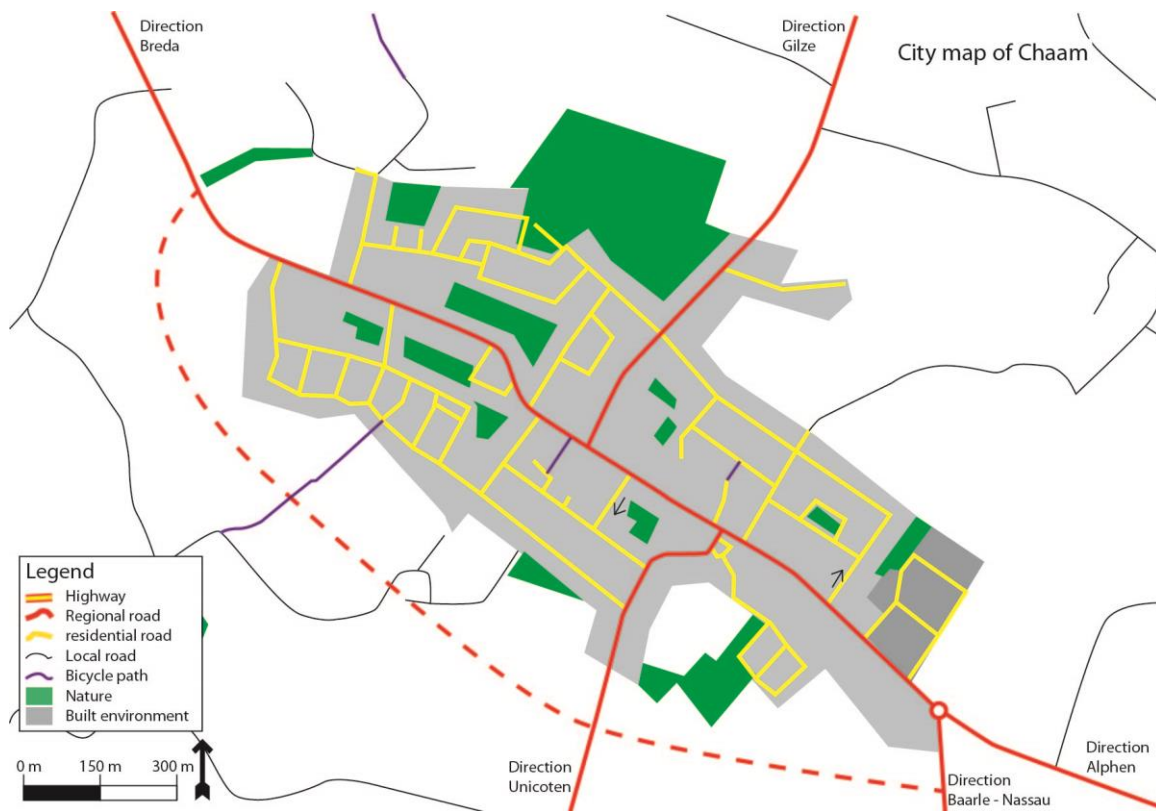 Direction
Breda
Direction
Gilze
City map of Chaam
Legend
Highway
Regional road
residential road
Local road
Bicycle path
Nature
Built environment
0 m 150 m 300 m
Direction
Unicoten
Direction
Baarle - Nassau
Direction
Alphen